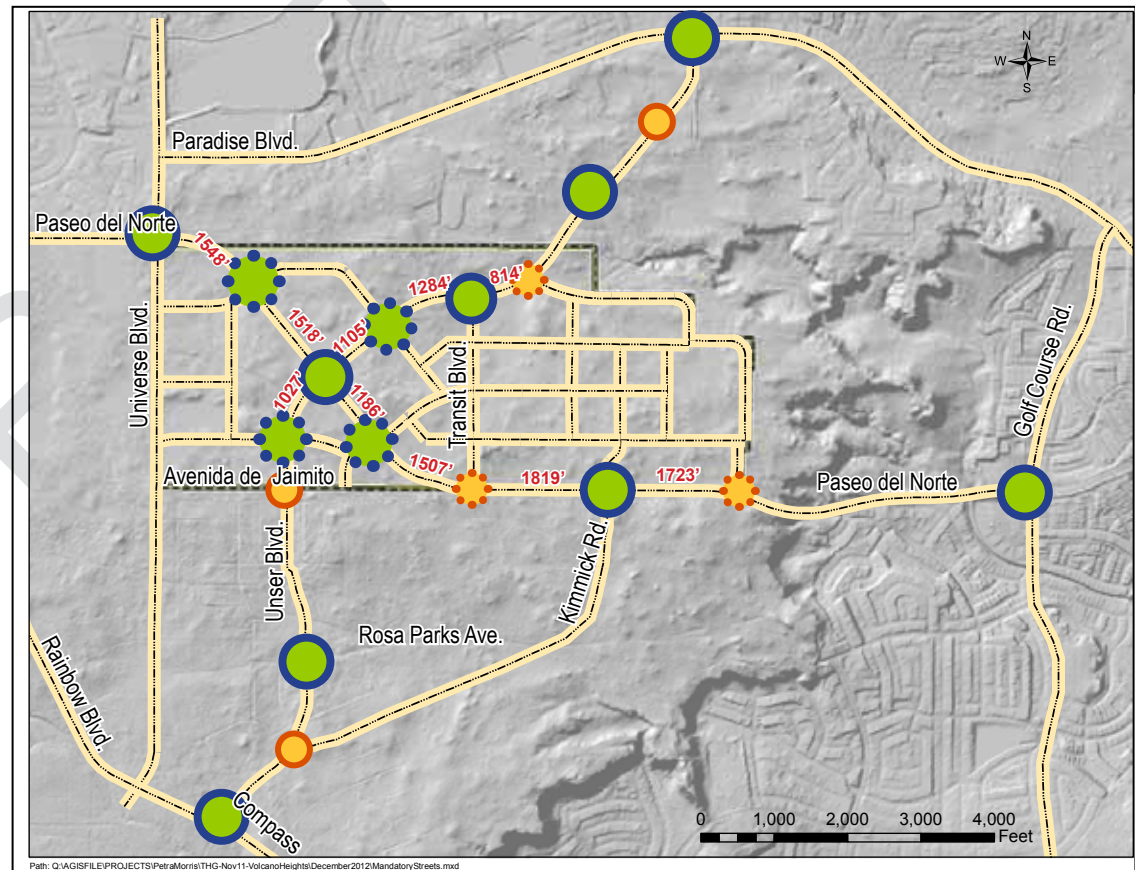 N
W E
S
Paradise Blvd.
Paseo del Norte
1548’
1284’
814’
1518’
1105’
Universe Blvd.
Transit Blvd.
Golf Course Rd.
1027’
1186’
Avenida de Jaimito
1507’
1819’
1723’
Paseo del Norte
Unser Blvd.
Kimmick Rd.
Rosa Parks Ave.
Rainbow Blvd.
Compass
0 1,000 2,000 3,000 4,000
Feet
Path: Q:\AGISFILE\PROJECTS\PetraMorris\THG-Nov11-VolcanoHeights\December2012\MandatoryStreets.mxd